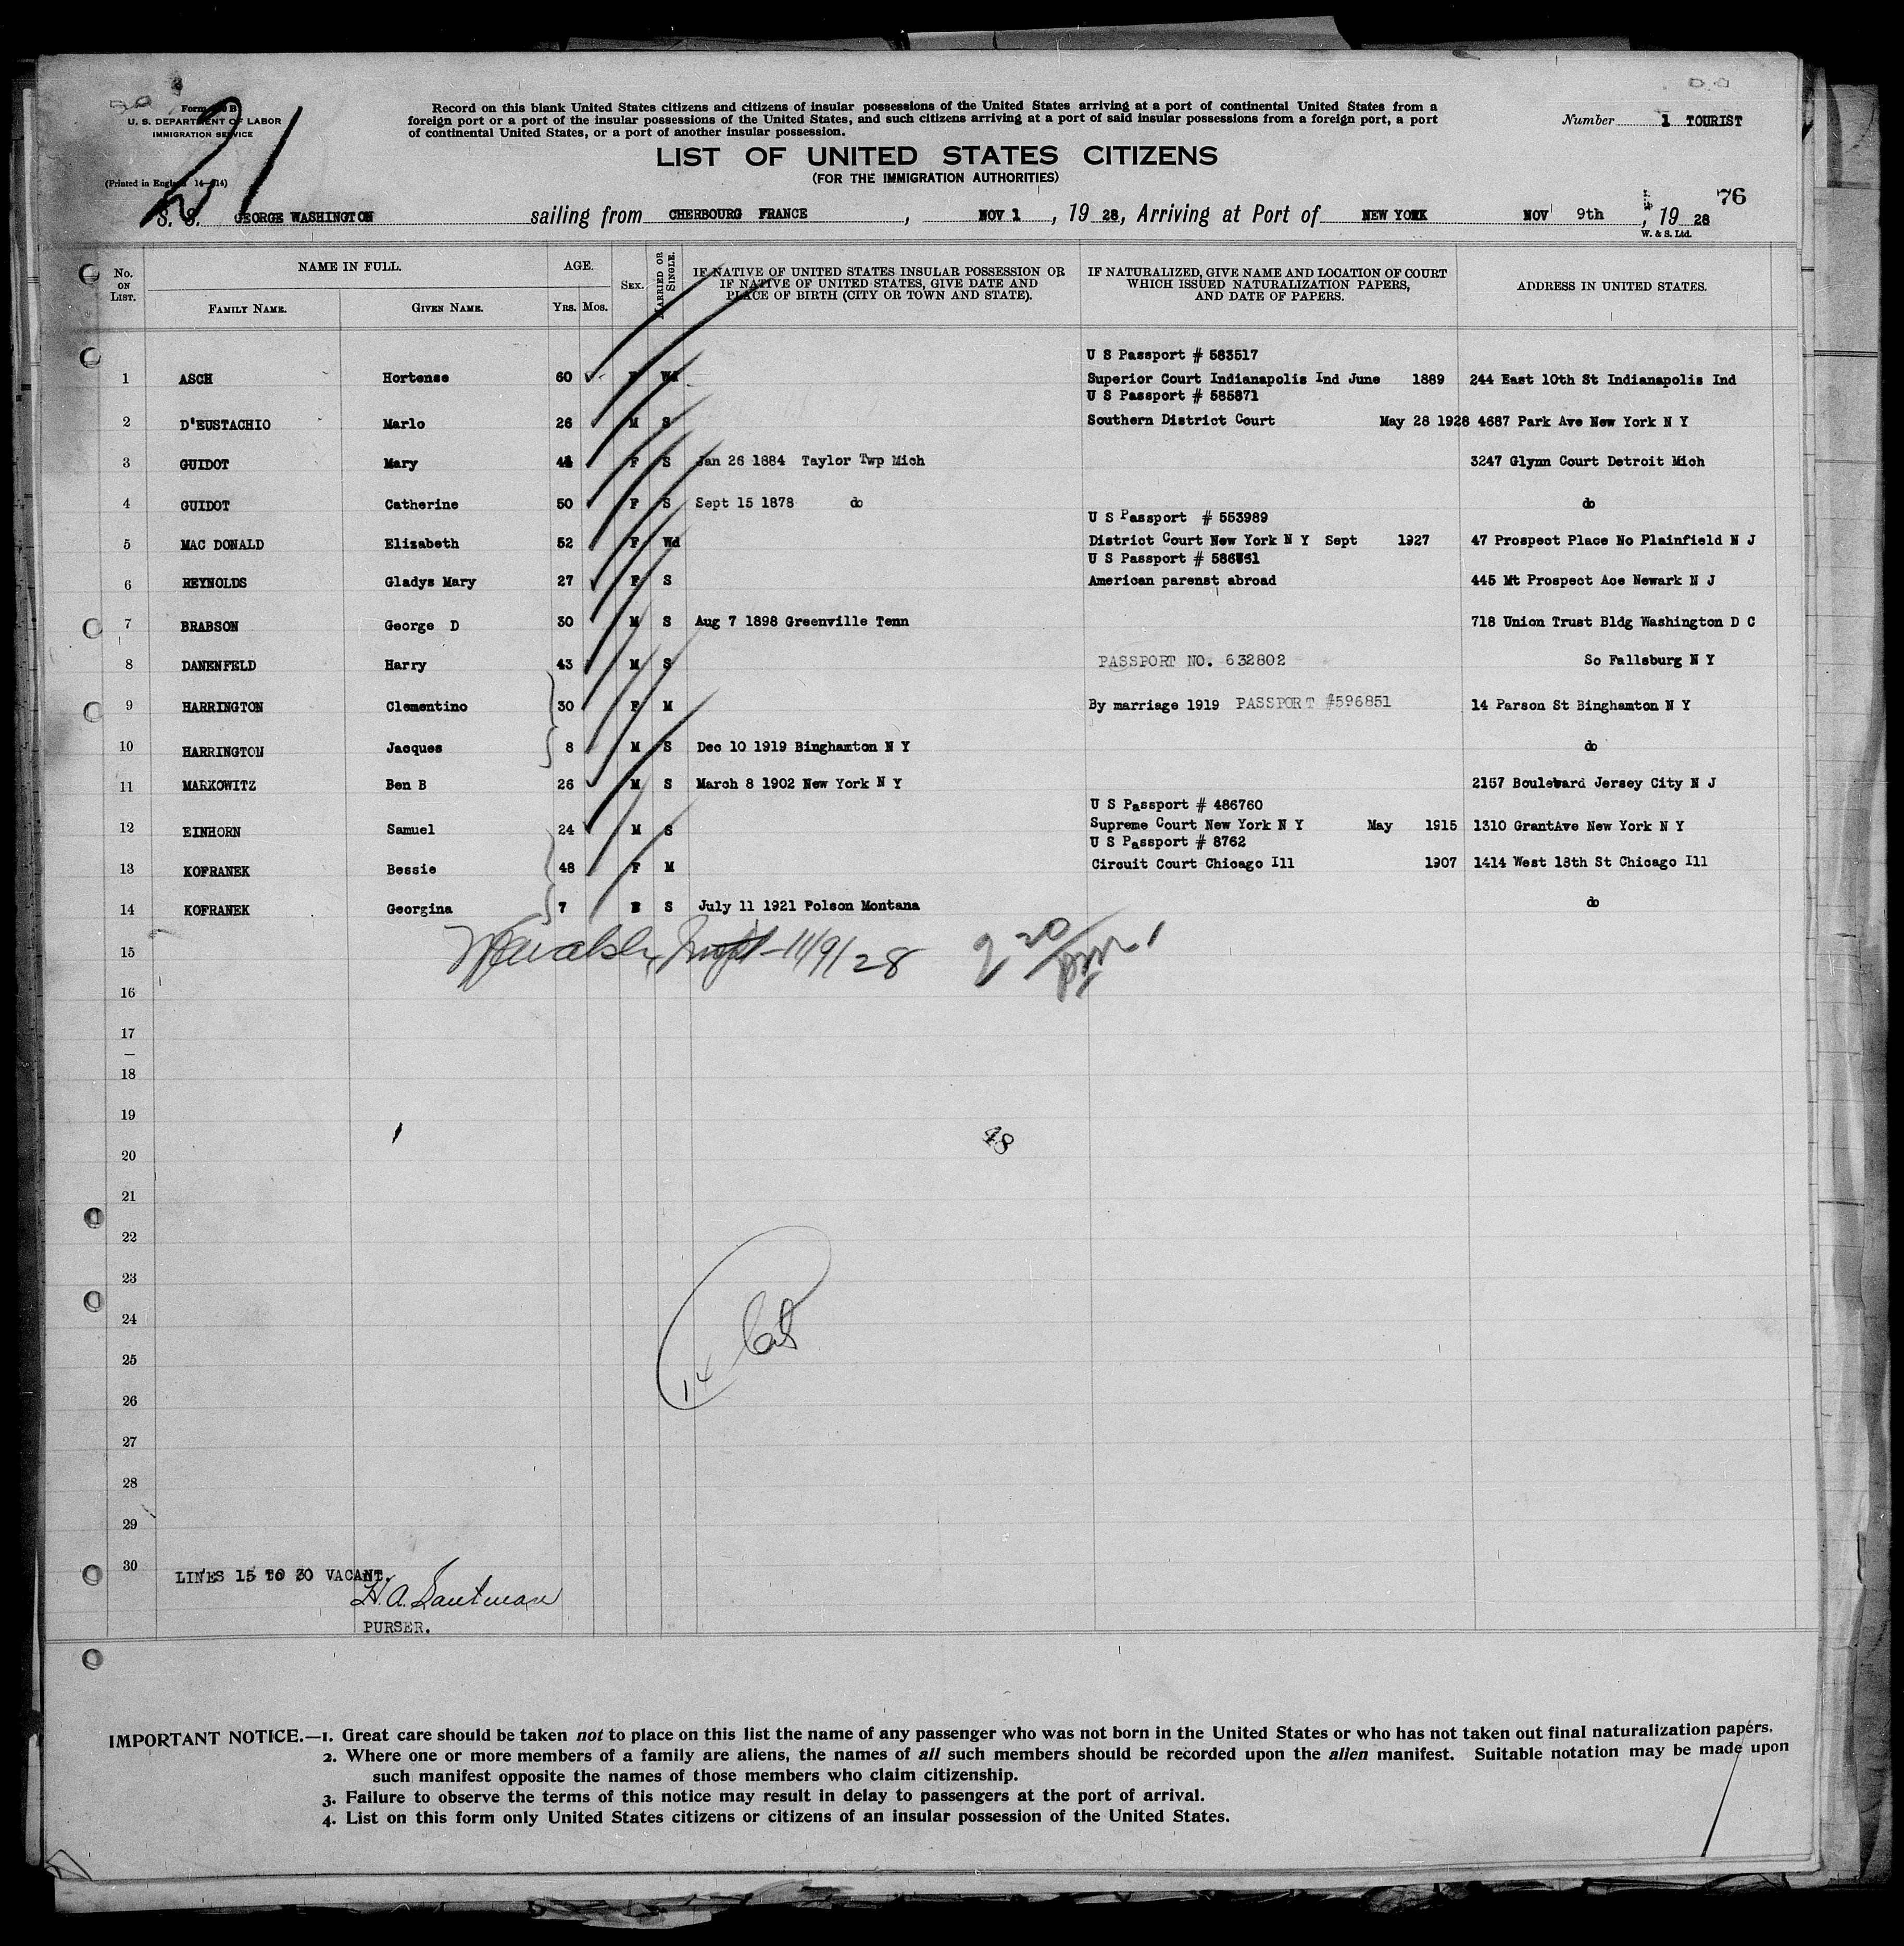 Form B
U. S. DEPARTMENT OF LABOR
IMMIGRATION SERVICE
(Printed in England 14—414)
21
Record on this blank United States citizens and citizens of insular possessions of the United States arriving at a port of continental United States from a
foreign port or a port of the insular possessions of the United States, and such citizens arriving at a port of said insular possessions from a foreign port, a port
of continental United States, or a port of another insular possession.
Number 1 TOURIST
LIST OF UNITED STATES CITIZENS
(FOR THE IMMIGRATION AUTHORITIES)
76
S. S. GEORGE WASHINGTON sailing from CHERBOURG FRANCE, NOV 1, 19 28, Arriving at Port of NEW YORK NOV 9th, 19 28
W. & S. Ltd.
No. ON LIST. NAME IN FULL. FAMILY NAME. GIVEN NAME. AGE. YRS. MOS. SEX. MARRIED OR SINGLE. IF NATIVE OF UNITED STATES INSULAR POSSESSION OR IF NATIVE OF UNITED STATES, GIVE DATE AND PLACE OF BIRTH (CITY OR TOWN AND STATE). IF NATURALIZED, GIVE NAME AND LOCATION OF COURT WHICH ISSUED NATURALIZATION PAPERS, AND DATE OF PAPERS. ADDRESS IN UNITED STATES.
U S Passport # 583517
1 ASCH Hortense 60 F Wd Superior Court Indianapolis Ind June 1889 244 East 10th St Indianapolis Ind
U S Passport # 585871
2 D'EUSTACHIO Marlo 26 M S Southern District Court May 28 1928 4687 Park Ave New York N Y
3 GUIDOT Mary 44 F S Jan 26 1884 Taylor Twp Mich 3247 Glynn Court Detroit Mich
4 GUIDOT Catherine 50 F S Sept 15 1878 do do
U S Passport # 553989
5 MAC DONALD Elizabeth 52 F Wd District Court New York N Y Sept 1927 47 Prospect Place No Plainfield N J
U S Passport #
6 REYNOLDS Gladys Mary 27 F S American parenst abroad 445 Mt Prospect Ace Newark N J
7 BRABSON George D 30 M S Aug 7 1898 Greenville Tenn 718 Union Trust Bldg Washington D C
8 DANENFELD Harry 43 M S PASSPORT NO. 632802 So Fallsburg N Y
9 HARRINGTON Clementino 30 F M By marriage 1919 PASSPORT #596851 14 Parson St Binghamton N Y
10 HARRINGTON Jacques 8 M S Dec 10 1919 Binghamton N Y do
11 MARKOWITZ Ben B 26 M S March 8 1902 New York N Y 2157 Boulevard Jersey City N J
U S Passport # 486760
12 EINHORN Samuel 24 M S Supreme Court New York N Y May 1915 1310 GrantAve New York N Y
U S Passport # 8762
13 KOFRANEK Bessie 48 F M Circuit Court Chicago Ill 1907 1414 West 18th St Chicago Ill
14 KOFRANEK Georgina 7 S July 11 1921 Polson Montana do
11/9/28
15
16
17
18
19
48
20
21
22
23
24
25
14
26
27
28
29
30
LINES 15 TO 30 VACANT.
H. A. Lautman
PURSER.
IMPORTANT NOTICE.—1. Great care should be taken not to place on this list the name of any passenger who was not born in the United States or who has not taken out final naturalization papers.
2. Where one or more members of a family are aliens, the names of all such members should be recorded upon the alien manifest. Suitable notation may be made upon
such manifest opposite the names of those members who claim citizenship.
3. Failure to observe the terms of this notice may result in delay to passengers at the port of arrival.
4. List on this form only United States citizens or citizens of an insular possession of the United States.